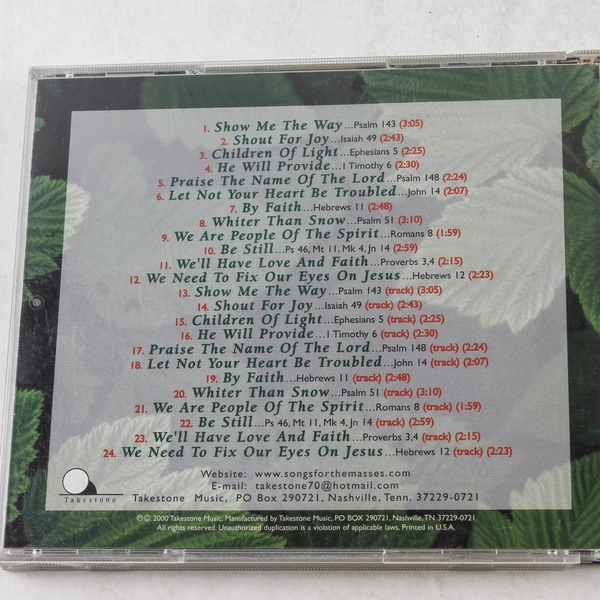 1. Show Me The Way...Psalm 143 (3:05)
2. Shout For Joy...Isaiah 49 (2:43)
3. Children Of Light...Ephesians 5 (2:25)
4. He Will Provide...1 Timothy 6 (2:30)
5. Praise The Name Of The Lord...Psalm 148 (2:24)
6. Let Not Your Heart Be Troubled...John 14 (2:07)
7. By Faith...Hebrews 11 (2:48)
8. Whiter Than Snow...Psalm 51 (3:10)
9. We Are People Of The Spirit...Romans 8 (1:59)
10. Be Still...Ps 46, Mt 11, Mk 4, Jn 14 (2:59)
11. We'll Have Love And Faith...Proverbs 3,4 (2:15)
12. We Need To Fix Our Eyes On Jesus...Hebrews 12 (2:23)
13. Show Me The Way...Psalm 143 (track) (3:05)
14. Shout For Joy...Isaiah 49 (track) (2:43)
15. Children Of Light...Ephesians 5 (track) (2:25)
16. He Will Provide...1 Timothy 6 (track) (2:30)
17. Praise The Name Of The Lord...Psalm 148 (track) (2:24)
18. Let Not Your Heart Be Troubled...John 14 (track) (2:07)
19. By Faith...Hebrews 11 (track) (2:48)
20. Whiter Than Snow...Psalm 51 (track) (3:10)
21. We Are People Of The Spirit...Romans 8 (track) (1:59)
22. Be Still...Ps 46, Mt 11, Mk 4, Jn 14 (track) (2:59)
23. We'll Have Love And Faith...Proverbs 3,4 (track) (2:15)
24. We Need To Fix Our Eyes On Jesus...Hebrews 12 (track) (2:23)
Website: www.songsforthemasses.com
E-mail: takestone70@hotmail.com
Takestone
Takestone Music, PO Box 290721, Nashville, Tenn. 37229-0721
℗© 2000 Takestone Music. Manufactured by Takestone Music, PO BOX 290721, Nashville, TN 37229-0721
All rights reserved. Unauthorized duplication is a violation of applicable laws. Printed in U.S.A.